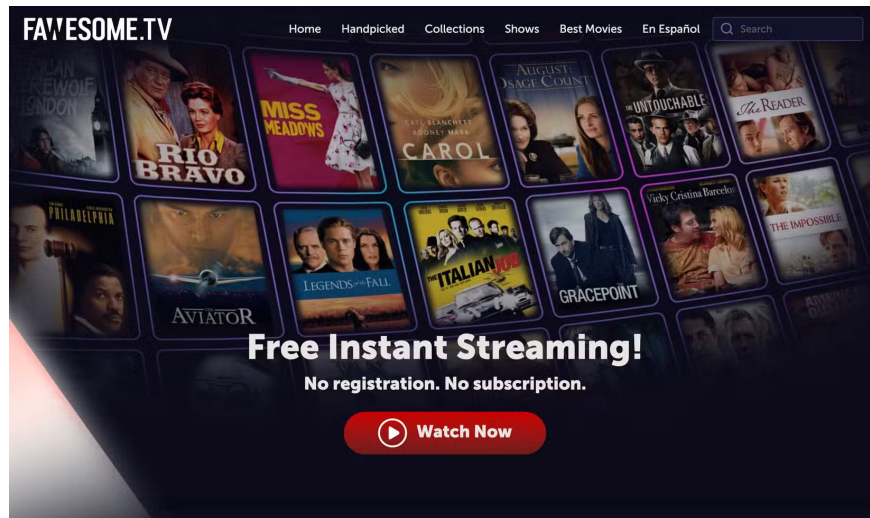 FAWESOME.TV
Home Handpicked Collections Shows Best Movies En Español Search
LONDON
RIO
BRAVO
MISS
MEADOWS
CATE BLANCHETT
ROONEY MARA
CAROL
AUGUST:
OSAGE COUNTY
THE UNTOUCHABLES
The READER
PHILADELPHIA
AVIATOR
LEGENDS of the FALL
THE ITALIAN JOB
GRACEPOINT
Vicky Cristina Barcelona
THE IMPOSSIBLE
Free Instant Streaming!
No registration. No subscription.
Watch Now